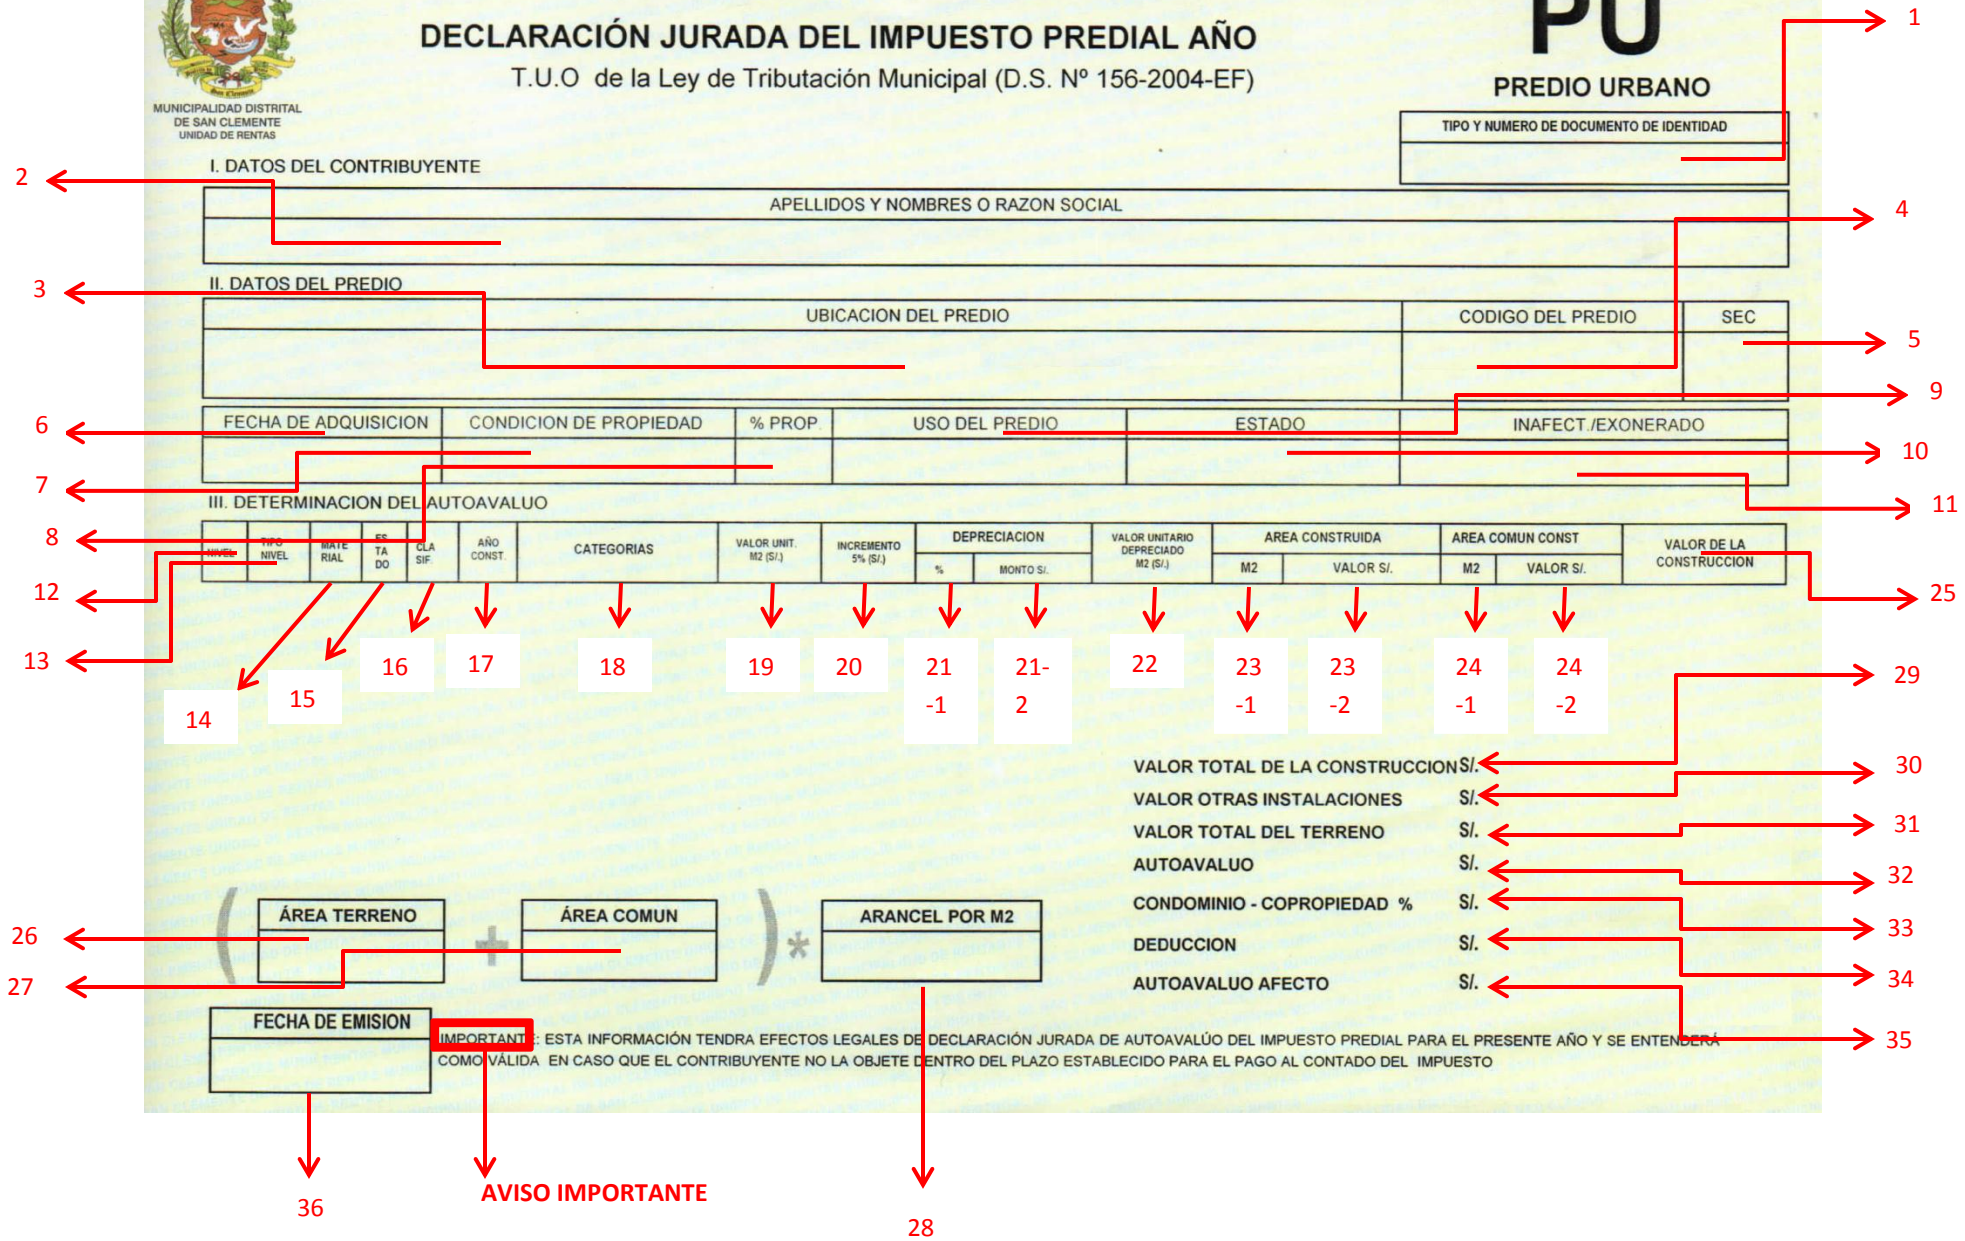 PU
1
DECLARACIÓN JURADA DEL IMPUESTO PREDIAL AÑO
T.U.O de la Ley de Tributación Municipal (D.S. Nº 156-2004-EF)
PREDIO URBANO
MUNICIPALIDAD DISTRITAL
DE SAN CLEMENTE
UNIDAD DE RENTAS
TIPO Y NUMERO DE DOCUMENTO DE IDENTIDAD
I. DATOS DEL CONTRIBUYENTE
2
APELLIDOS Y NOMBRES O RAZON SOCIAL
4
II. DATOS DEL PREDIO
3
UBICACION DEL PREDIO
CODIGO DEL PREDIO
SEC
5
9
FECHA DE ADQUISICION
CONDICION DE PROPIEDAD
% PROP.
USO DEL PREDIO
ESTADO
INAFECT./EXONERADO
6
10
7
11
III. DETERMINACION DEL AUTOAVALUO
8
NIVEL
TIPO
NIVEL
MATE
RIAL
ES
TA
DO
CLA
SIF.
AÑO
CONST.
CATEGORIAS
VALOR UNIT.
M2 (S/.)
INCREMENTO
5% (S/.)
DEPRECIACION
%
MONTO S/.
VALOR UNITARIO
DEPRECIADO
M2 (S/.)
AREA CONSTRUIDA
M2
VALOR S/.
AREA COMUN CONST
M2
VALOR S/.
VALOR DE LA
CONSTRUCCION
12
25
13
14
15
16
17
18
19
20
21
-1
21-
2
22
23
-1
23
-2
24
-1
24
-2
29
VALOR TOTAL DE LA CONSTRUCCION S/.
30
VALOR OTRAS INSTALACIONES S/.
31
VALOR TOTAL DEL TERRENO S/.
AUTOAVALUO S/.
32
CONDOMINIO - COPROPIEDAD % S/.
33
DEDUCCION S/.
34
AUTOAVALUO AFECTO S/.
35
26
( ÁREA TERRENO + ÁREA COMUN ) * ARANCEL POR M2
27
FECHA DE EMISION
IMPORTANTE: ESTA INFORMACIÓN TENDRA EFECTOS LEGALES DE DECLARACIÓN JURADA DE AUTOAVALÚO DEL IMPUESTO PREDIAL PARA EL PRESENTE AÑO Y SE ENTENDERÁ
COMO VÁLIDA EN CASO QUE EL CONTRIBUYENTE NO LA OBJETE DENTRO DEL PLAZO ESTABLECIDO PARA EL PAGO AL CONTADO DEL IMPUESTO
36
AVISO IMPORTANTE
28